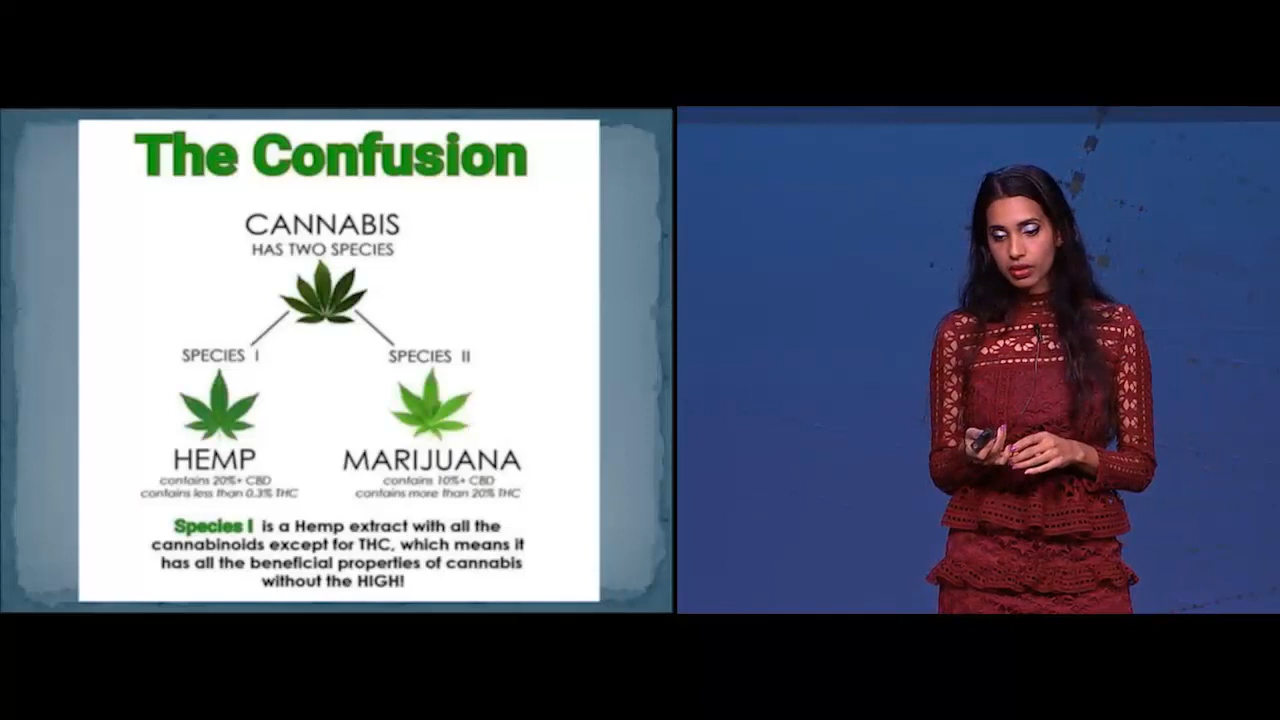 The Confusion
CANNABIS
HAS TWO SPECIES
SPECIES I
SPECIES II
HEMP
contains 20%+ CBD
contains less than 0.3% THC
MARIJUANA
contains 10%+ CBD
contains more than 20% THC
Species I is a Hemp extract with all the
cannabinoids except for THC, which means it
has all the beneficial properties of cannabis
without the HIGH!